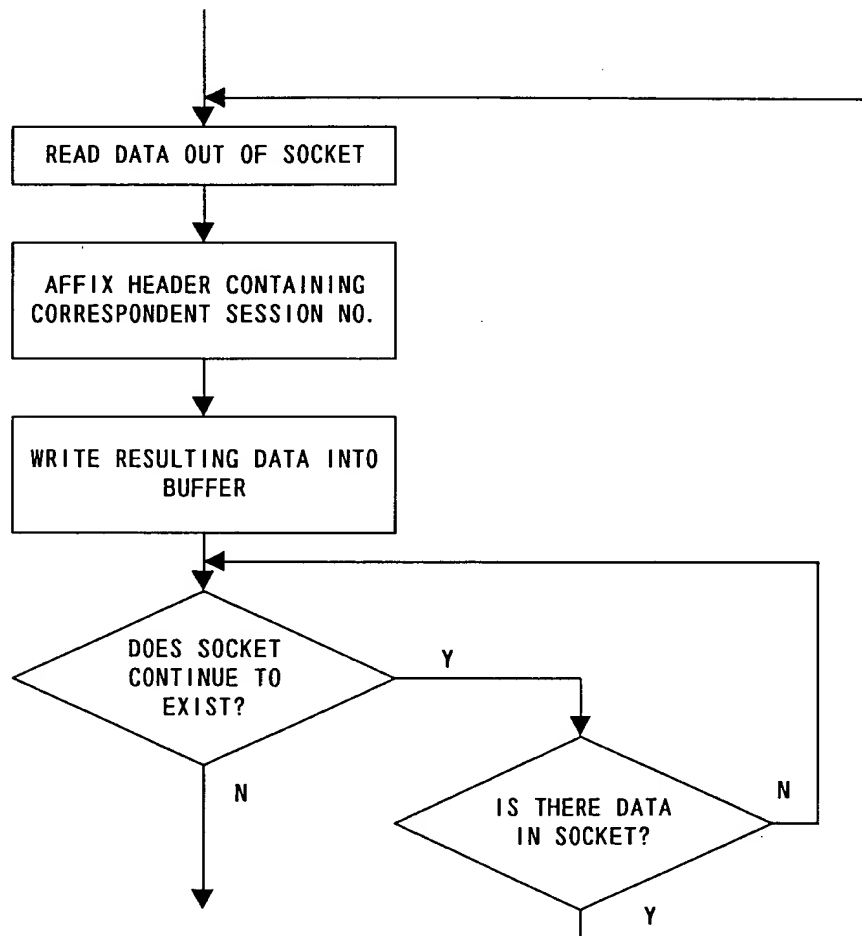 READ DATA OUT OF SOCKET
AFFIX HEADER CONTAINING
CORRESPONDENT SESSION NO.
WRITE RESULTING DATA INTO
BUFFER
DOES SOCKET
CONTINUE TO
EXIST?
Y
N
IS THERE DATA
IN SOCKET?
N
Y